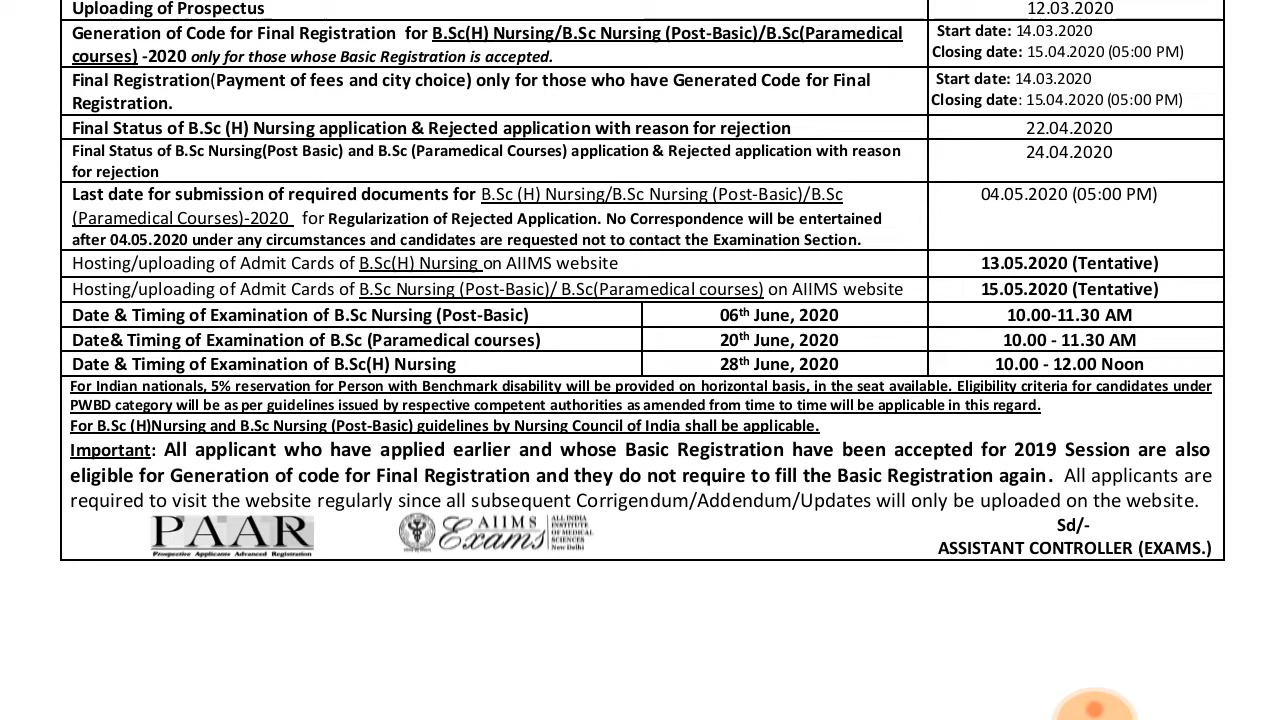 Uploading of Prospectus 12.03.2020
Generation of Code for Final Registration for B.Sc(H) Nursing/B.Sc Nursing (Post-Basic)/B.Sc(Paramedical Start date: 14.03.2020
courses) -2020 only for those whose Basic Registration is accepted. Closing date: 15.04.2020 (05:00 PM)
Final Registration(Payment of fees and city choice) only for those who have Generated Code for Final Start date: 14.03.2020
Registration. Closing date: 15.04.2020 (05:00 PM)
Final Status of B.Sc (H) Nursing application & Rejected application with reason for rejection 22.04.2020
Final Status of B.Sc Nursing(Post Basic) and B.Sc (Paramedical Courses) application & Rejected application with reason 24.04.2020
for rejection
Last date for submission of required documents for B.Sc (H) Nursing/B.Sc Nursing (Post-Basic)/B.Sc 04.05.2020 (05:00 PM)
(Paramedical Courses)-2020 for Regularization of Rejected Application. No Correspondence will be entertained
after 04.05.2020 under any circumstances and candidates are requested not to contact the Examination Section.
Hosting/uploading of Admit Cards of B.Sc(H) Nursing on AIIMS website 13.05.2020 (Tentative)
Hosting/uploading of Admit Cards of B.Sc Nursing (Post-Basic)/ B.Sc(Paramedical courses) on AIIMS website 15.05.2020 (Tentative)
Date & Timing of Examination of B.Sc Nursing (Post-Basic) 06th June, 2020 10.00-11.30 AM
Date& Timing of Examination of B.Sc (Paramedical courses) 20th June, 2020 10.00 - 11.30 AM
Date & Timing of Examination of B.Sc(H) Nursing 28th June, 2020 10.00 - 12.00 Noon
For Indian nationals, 5% reservation for Person with Benchmark disability will be provided on horizontal basis, in the seat available. Eligibility criteria for candidates under
PWBD category will be as per guidelines issued by respective competent authorities as amended from time to time will be applicable in this regard.
For B.Sc (H)Nursing and B.Sc Nursing (Post-Basic) guidelines by Nursing Council of India shall be applicable.
Important: All applicant who have applied earlier and whose Basic Registration have been accepted for 2019 Session are also
eligible for Generation of code for Final Registration and they do not require to fill the Basic Registration again. All applicants are
required to visit the website regularly since all subsequent Corrigendum/Addendum/Updates will only be uploaded on the website.
PAAR
Prospective Applicants Advanced Registration
AIIMS
Exams
ALL INDIA
INSTITUTE
OF MEDICAL
SCIENCES
New Delhi
Sd/-
ASSISTANT CONTROLLER (EXAMS.)